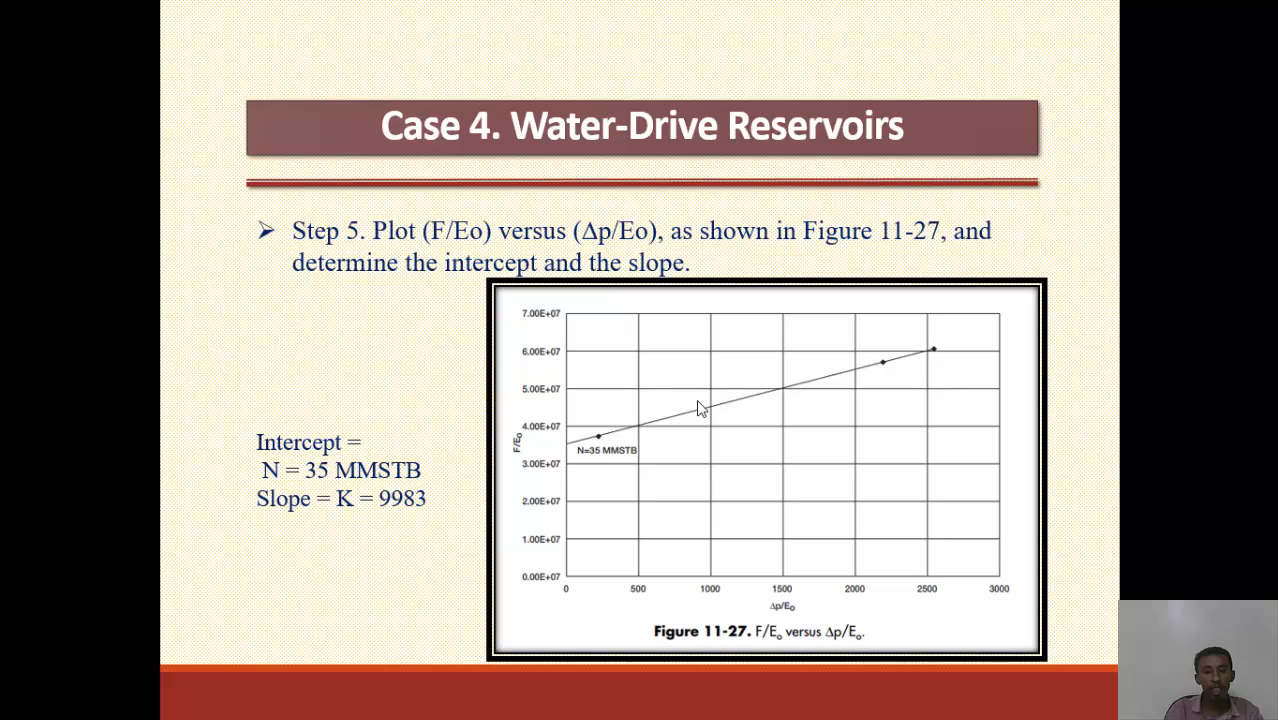 Case 4. Water-Drive Reservoirs
➢ Step 5. Plot (F/Eo) versus (Δp/Eo), as shown in Figure 11-27, and
determine the intercept and the slope.
Intercept =
N = 35 MMSTB
Slope = K = 9983
7.00E+07
6.00E+07
5.00E+07
4.00E+07
3.00E+07
2.00E+07
1.00E+07
0.00E+07
F/Eo
N=35 MMSTB
0 500 1000 1500 2000 2500 3000
Δp/Eo
Figure 11-27. F/Eo versus Δp/Eo.